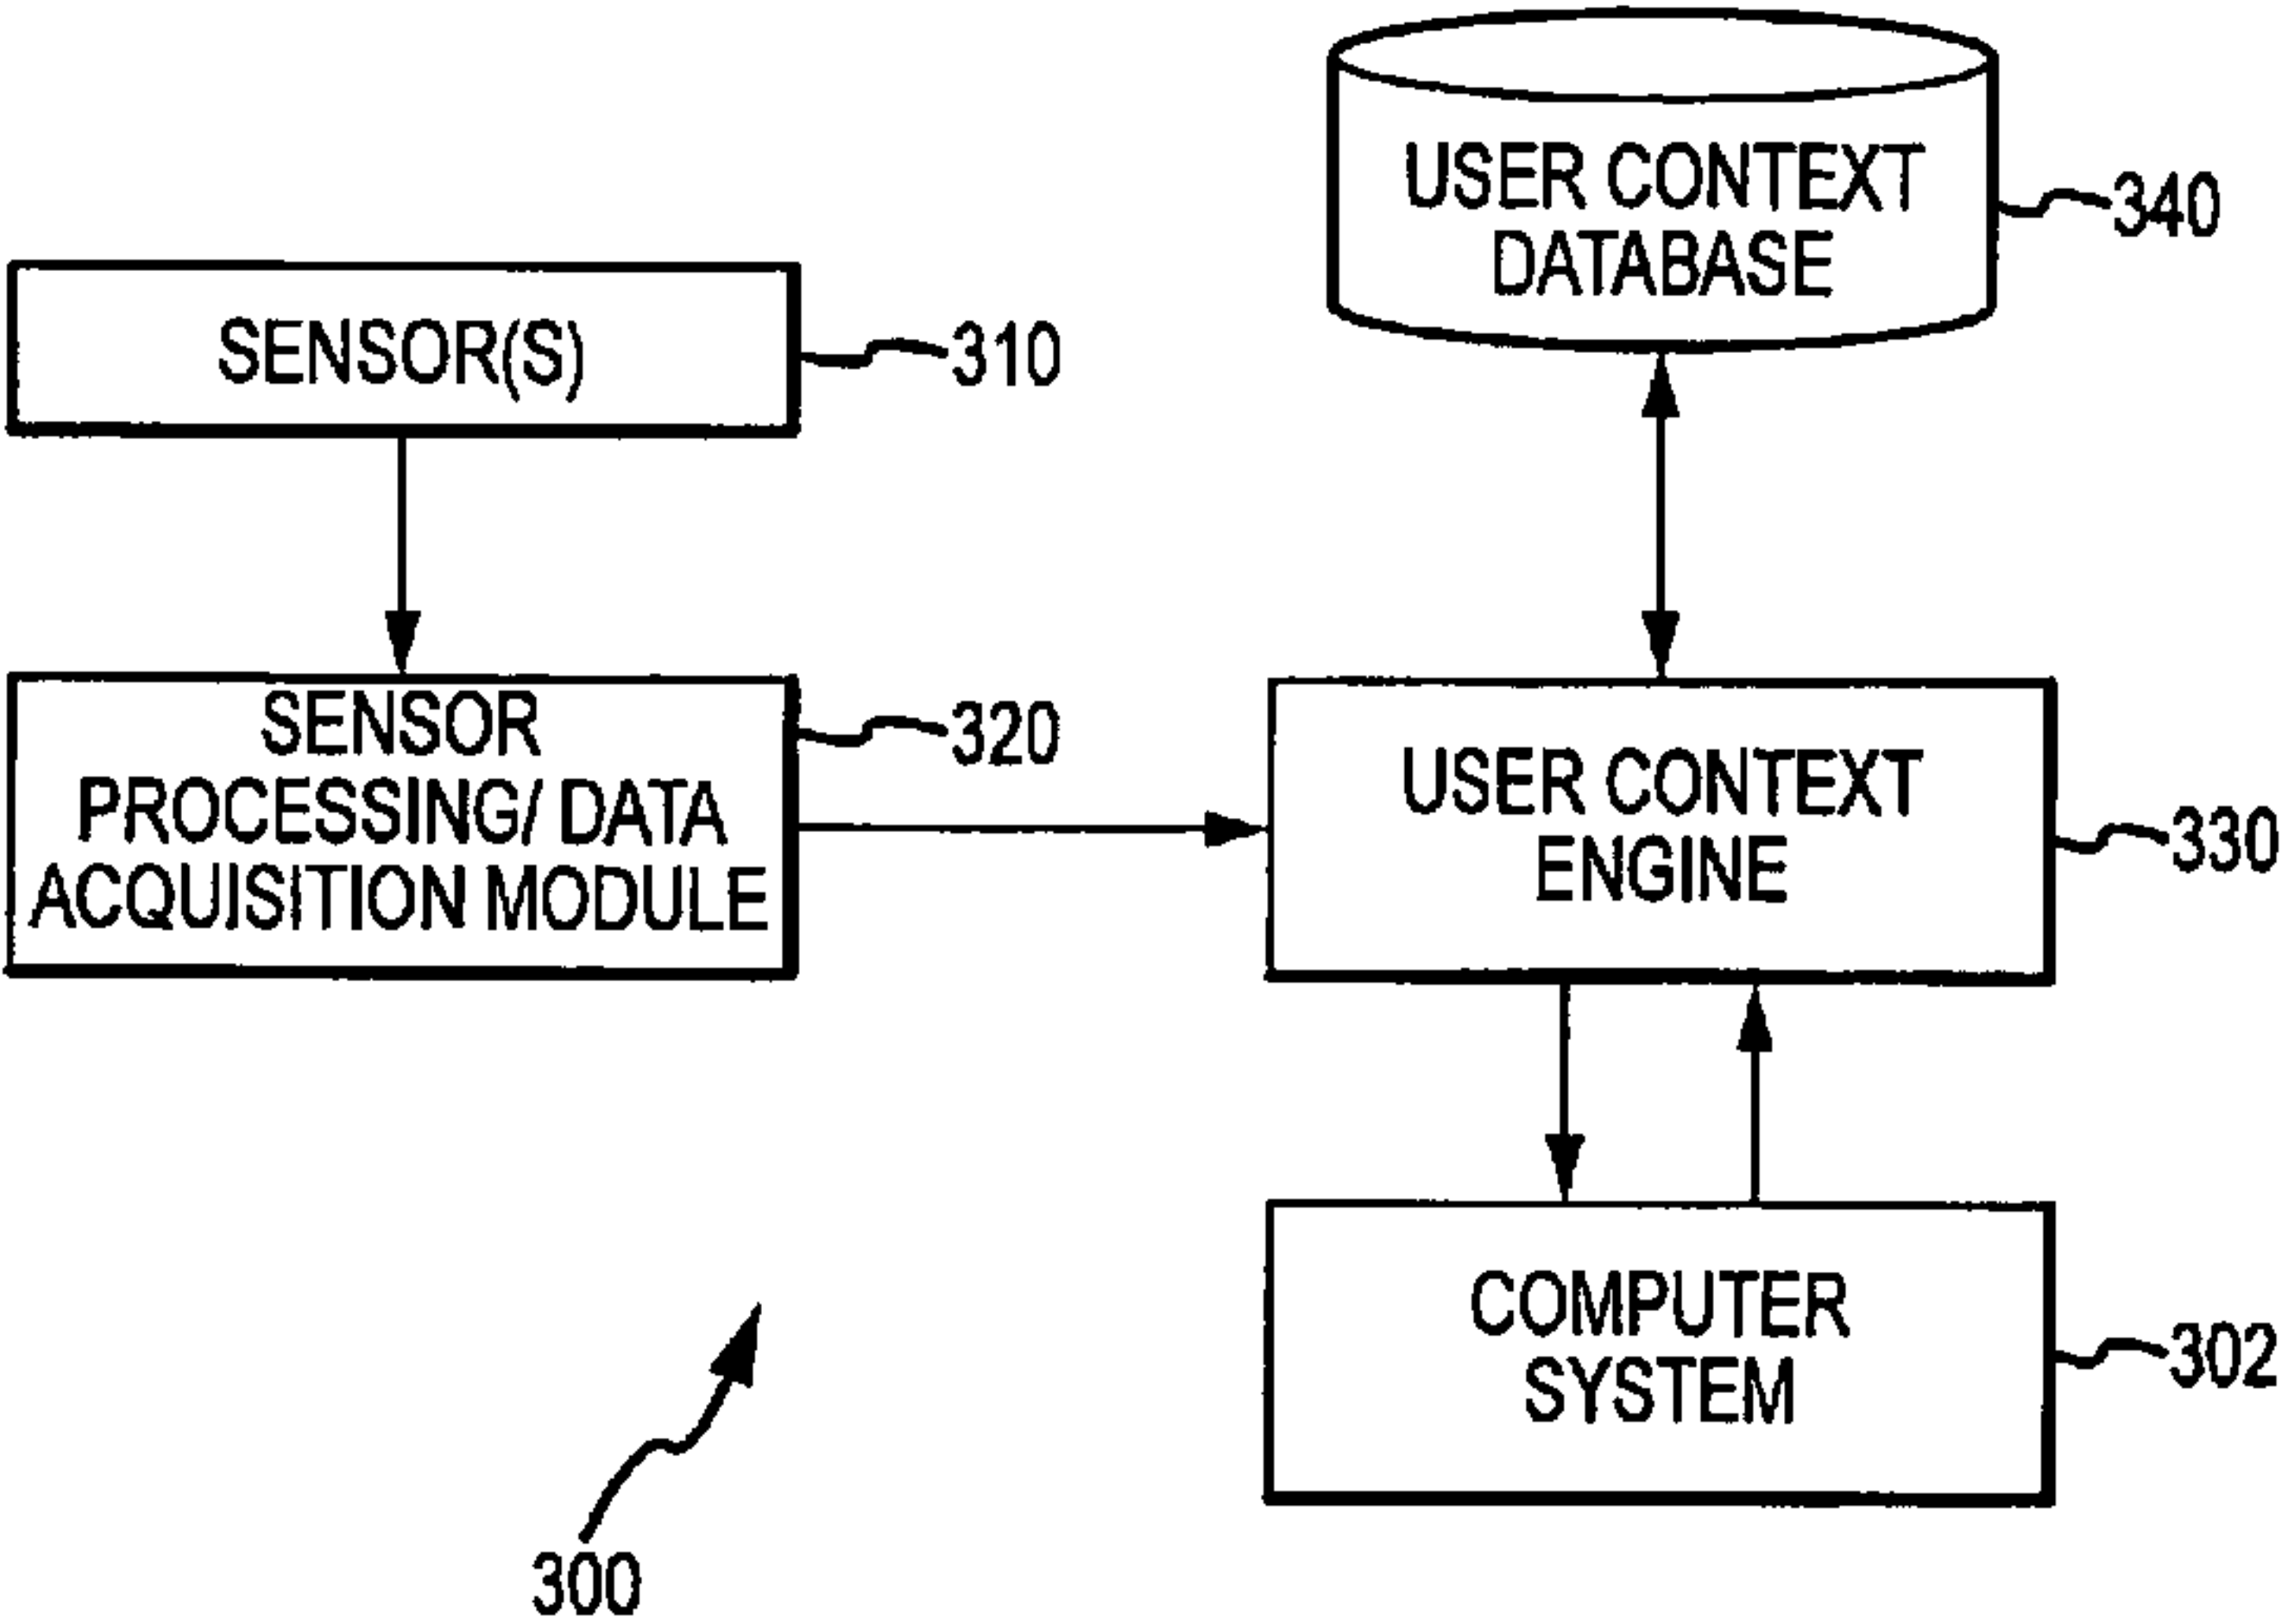 USER CONTEXT
DATABASE
340
SENSOR(S)
310
SENSOR
PROCESSING/ DATA
ACQUISITION MODULE
320
USER CONTEXT
ENGINE
330
COMPUTER
SYSTEM
302
300